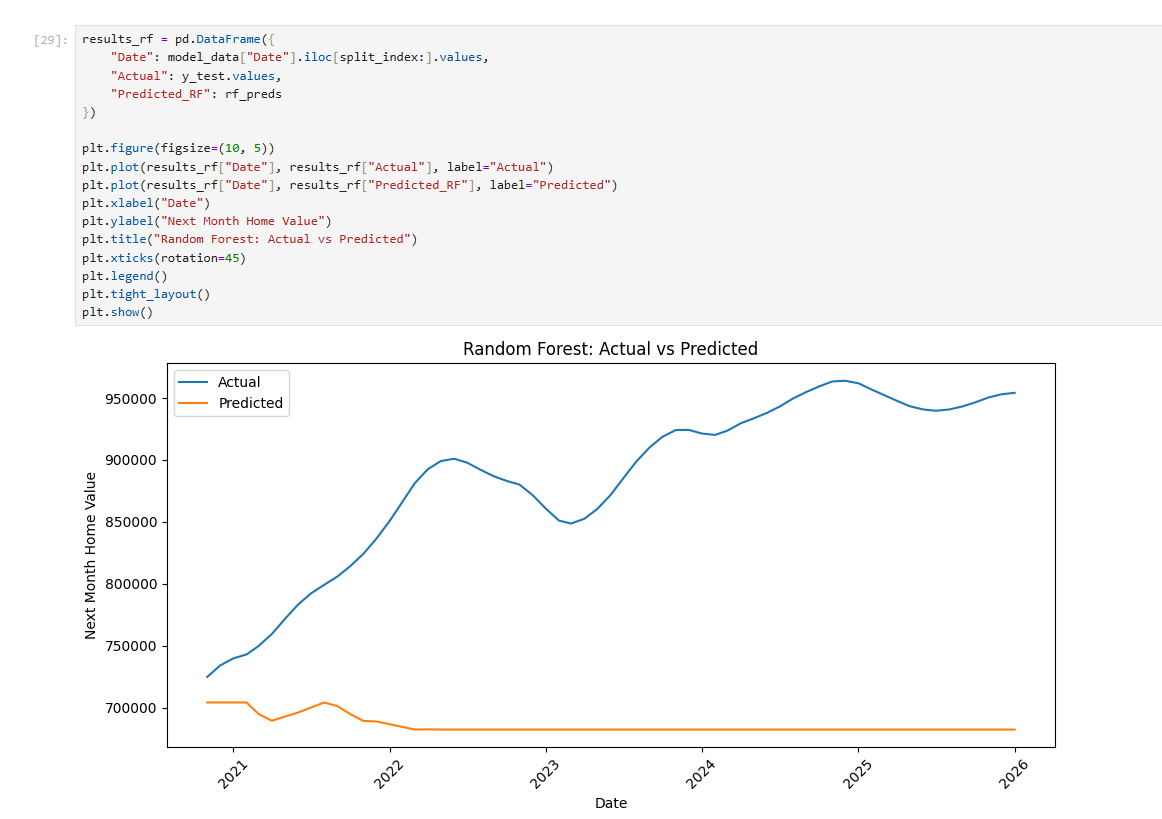 [29]:
results_rf = pd.DataFrame({
    "Date": model_data["Date"].iloc[split_index:].values,
    "Actual": y_test.values,
    "Predicted_RF": rf_preds
})
plt.figure(figsize=(10, 5))
plt.plot(results_rf["Date"], results_rf["Actual"], label="Actual")
plt.plot(results_rf["Date"], results_rf["Predicted_RF"], label="Predicted")
plt.xlabel("Date")
plt.ylabel("Next Month Home Value")
plt.title("Random Forest: Actual vs Predicted")
plt.xticks(rotation=45)
plt.legend()
plt.tight_layout()
plt.show()
Random Forest: Actual vs Predicted
Actual
Predicted
Next Month Home Value
950000
900000
850000
800000
750000
700000
2021
2022
2023
2024
2025
2026
Date